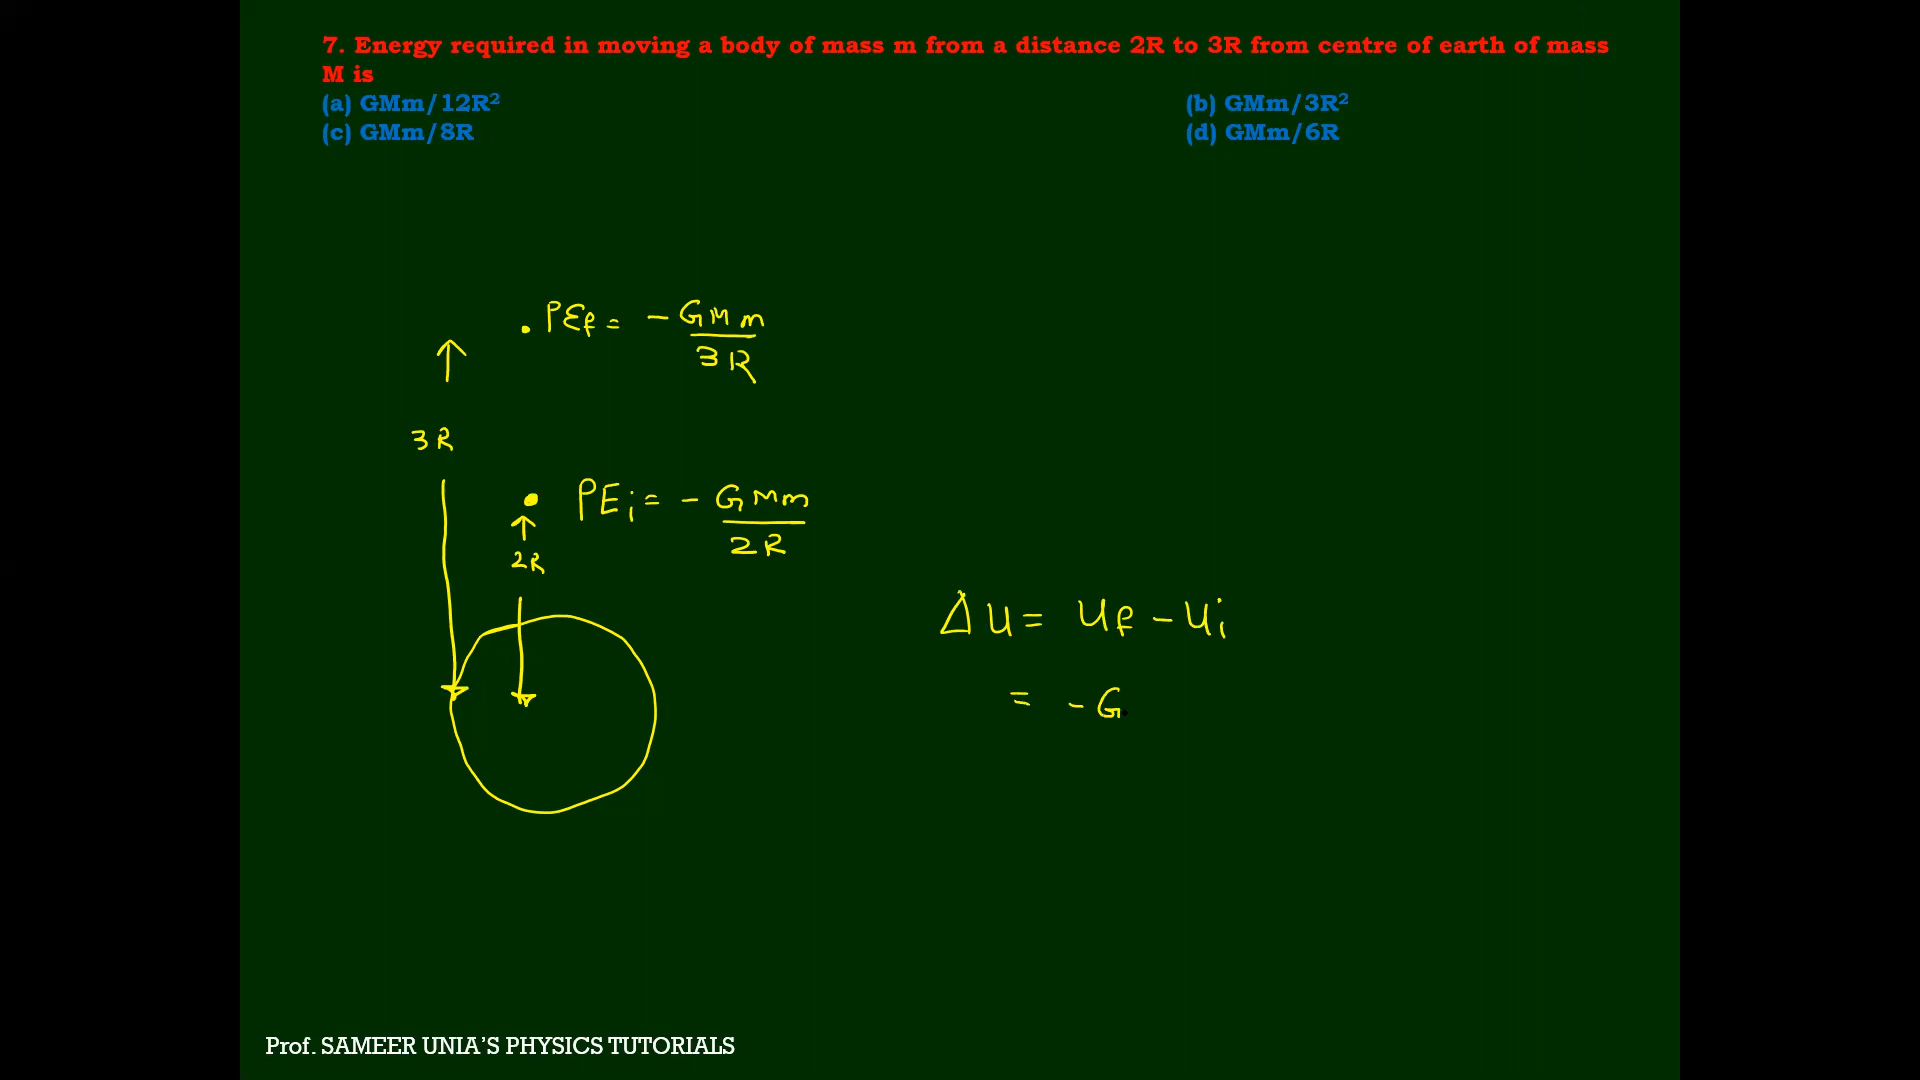 7. Energy required in moving a body of mass m from a distance 2R to 3R from centre of earth of mass
M is
(a) GMm/12R² (b) GMm/3R²
(c) GMm/8R (d) GMm/6R
PEf = - GMm
3R
3R
PEi = - GMm
2R
2R
ΔU = Uf - Ui
= - G
Prof. SAMEER UNIA'S PHYSICS TUTORIALS